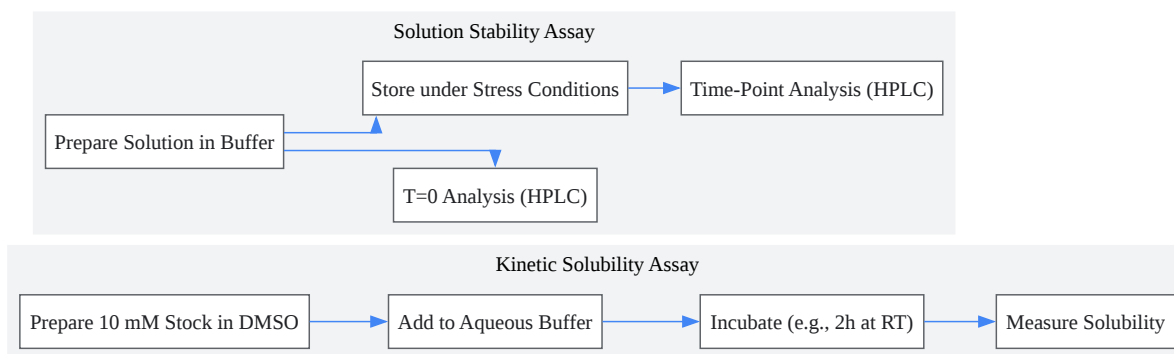 Solution Stability Assay
Store under Stress Conditions
Time-Point Analysis (HPLC)
Prepare Solution in Buffer
T=0 Analysis (HPLC)
Kinetic Solubility Assay
Prepare 10 mM Stock in DMSO
Add to Aqueous Buffer
Incubate (e.g., 2h at RT)
Measure Solubility